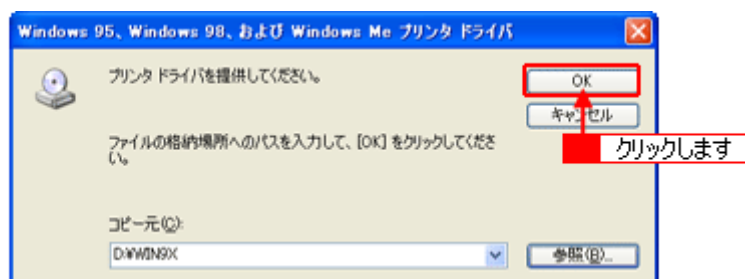 Windows 95、Windows 98、および Windows Me プリンタ ドライバ
プリンタ ドライバを提供してください。
OK
キャンセル
ファイルの格納場所へのパスを入力して、[OK] をクリックしてくださ
い。
クリックします
コピー元(C):
D:¥WIN9X
参照(B)...